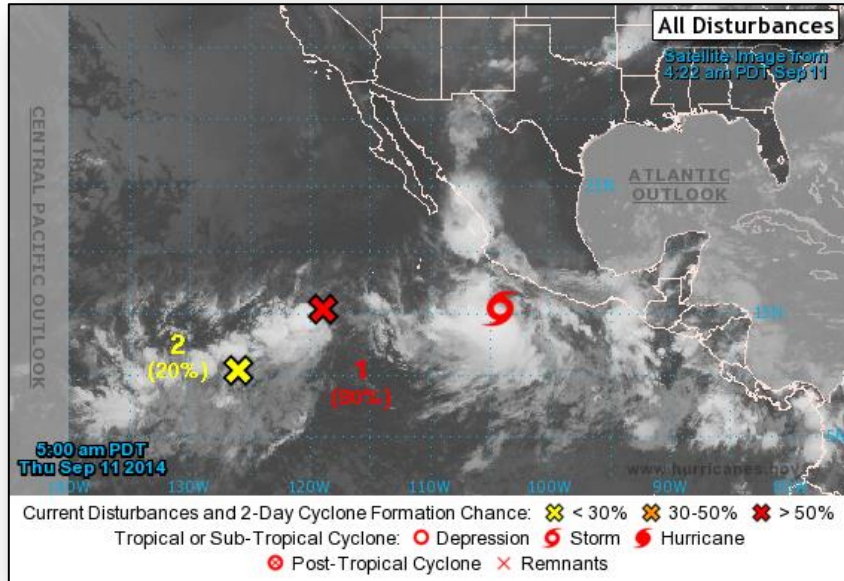 All Disturbances
Satellite Image from
4:22 am PDT Sep 11
CENTRAL PACIFIC OUTLOOK
ATLANTIC
OUTLOOK
25N
15N
2
(20%)
1
5N
5:00 am PDT
Thu Sep 11 2014
www.hurricanes.gov
140W 130W 120W 110W 100W 90W
Current Disturbances and 2-Day Cyclone Formation Chance: < 30% 30-50% > 50%
Tropical or Sub-Tropical Cyclone: Depression Storm Hurricane
Post-Tropical Cyclone Remnants